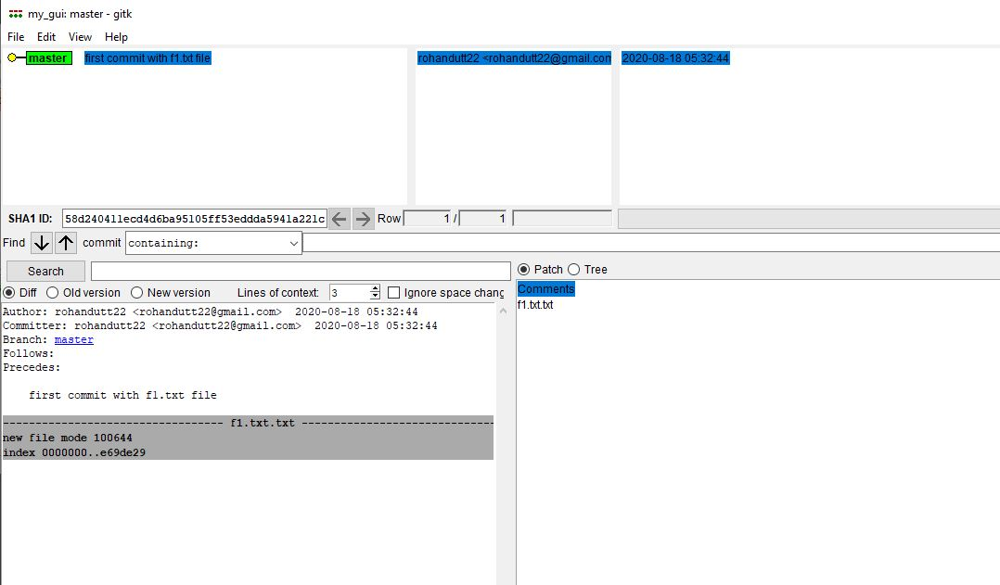 my_gui: master - gitk
File Edit View Help
master first commit with f1.txt file rohandutt22 <rohandutt22@gmail.com 2020-08-18 05:32:44
SHA1 ID: 58d240411ecd4d6ba95105ff53eddda5941a221c Row 1 / 1
Find commit containing:
Search
Patch Tree
Diff Old version New version Lines of context: 3 Ignore space chang
Comments
f1.txt.txt
Author: rohandutt22 <rohandutt22@gmail.com> 2020-08-18 05:32:44
Committer: rohandutt22 <rohandutt22@gmail.com> 2020-08-18 05:32:44
Branch: master
Follows:
Precedes:
first commit with f1.txt file
---------------------------------- f1.txt.txt ------------------------------
new file mode 100644
index 0000000..e69de29